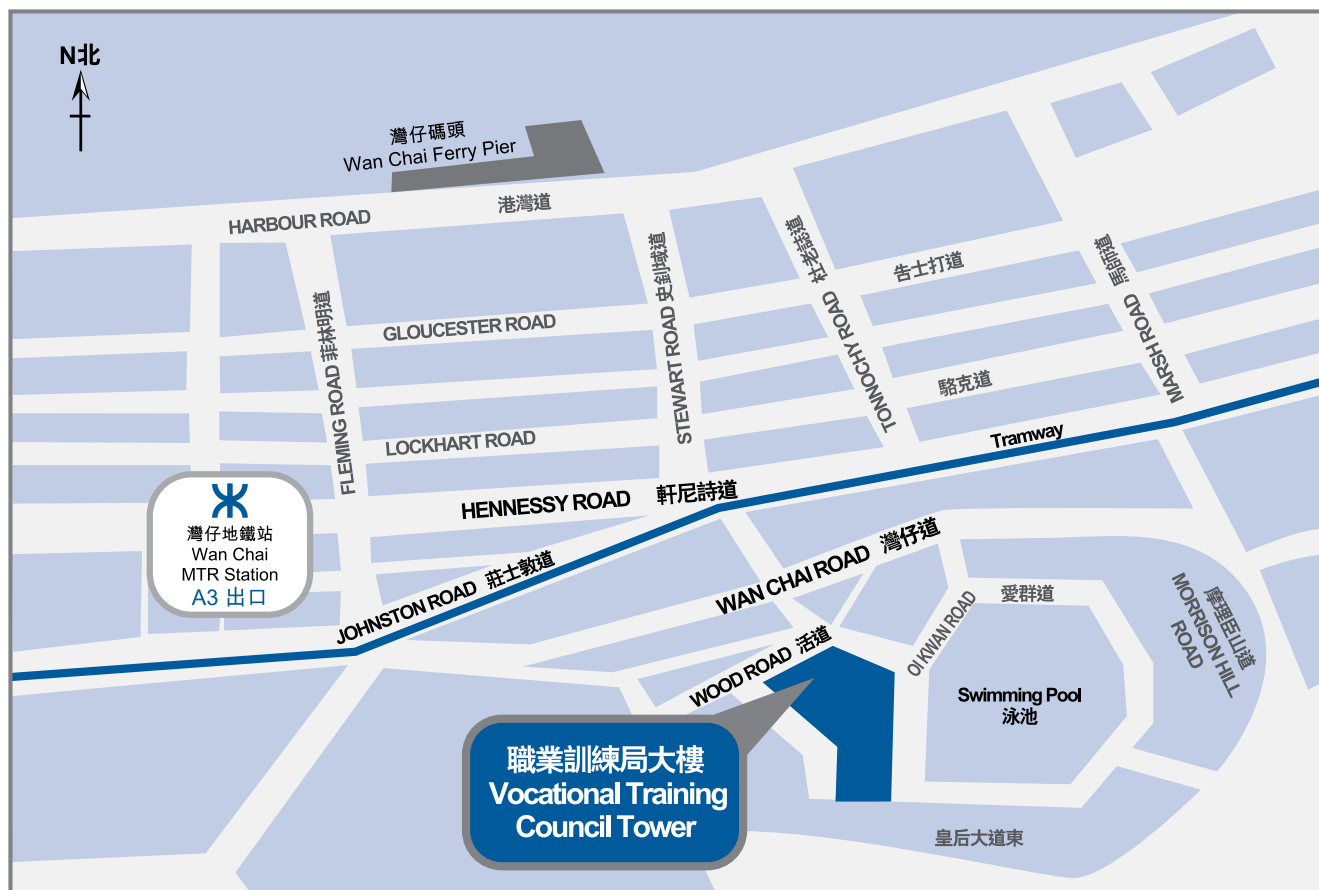 N北
灣仔碼頭
Wan Chai Ferry Pier
HARBOUR ROAD 港灣道
FLEMING ROAD 菲林明道
STEWART ROAD 史釗域道
TONNOCHY ROAD 杜老誌道
MARSH ROAD 馬師道
GLOUCESTER ROAD 告士打道
LOCKHART ROAD 駱克道
Tramway
HENNESSY ROAD 軒尼詩道
灣仔地鐵站
Wan Chai
MTR Station
A3 出口
JOHNSTON ROAD 莊士敦道
WAN CHAI ROAD 灣仔道
OI KWAN ROAD 愛群道
摩理臣山道
MORRISON HILL
ROAD
WOOD ROAD 活道
Swimming Pool
泳池
職業訓練局大樓
Vocational Training
Council Tower
皇后大道東